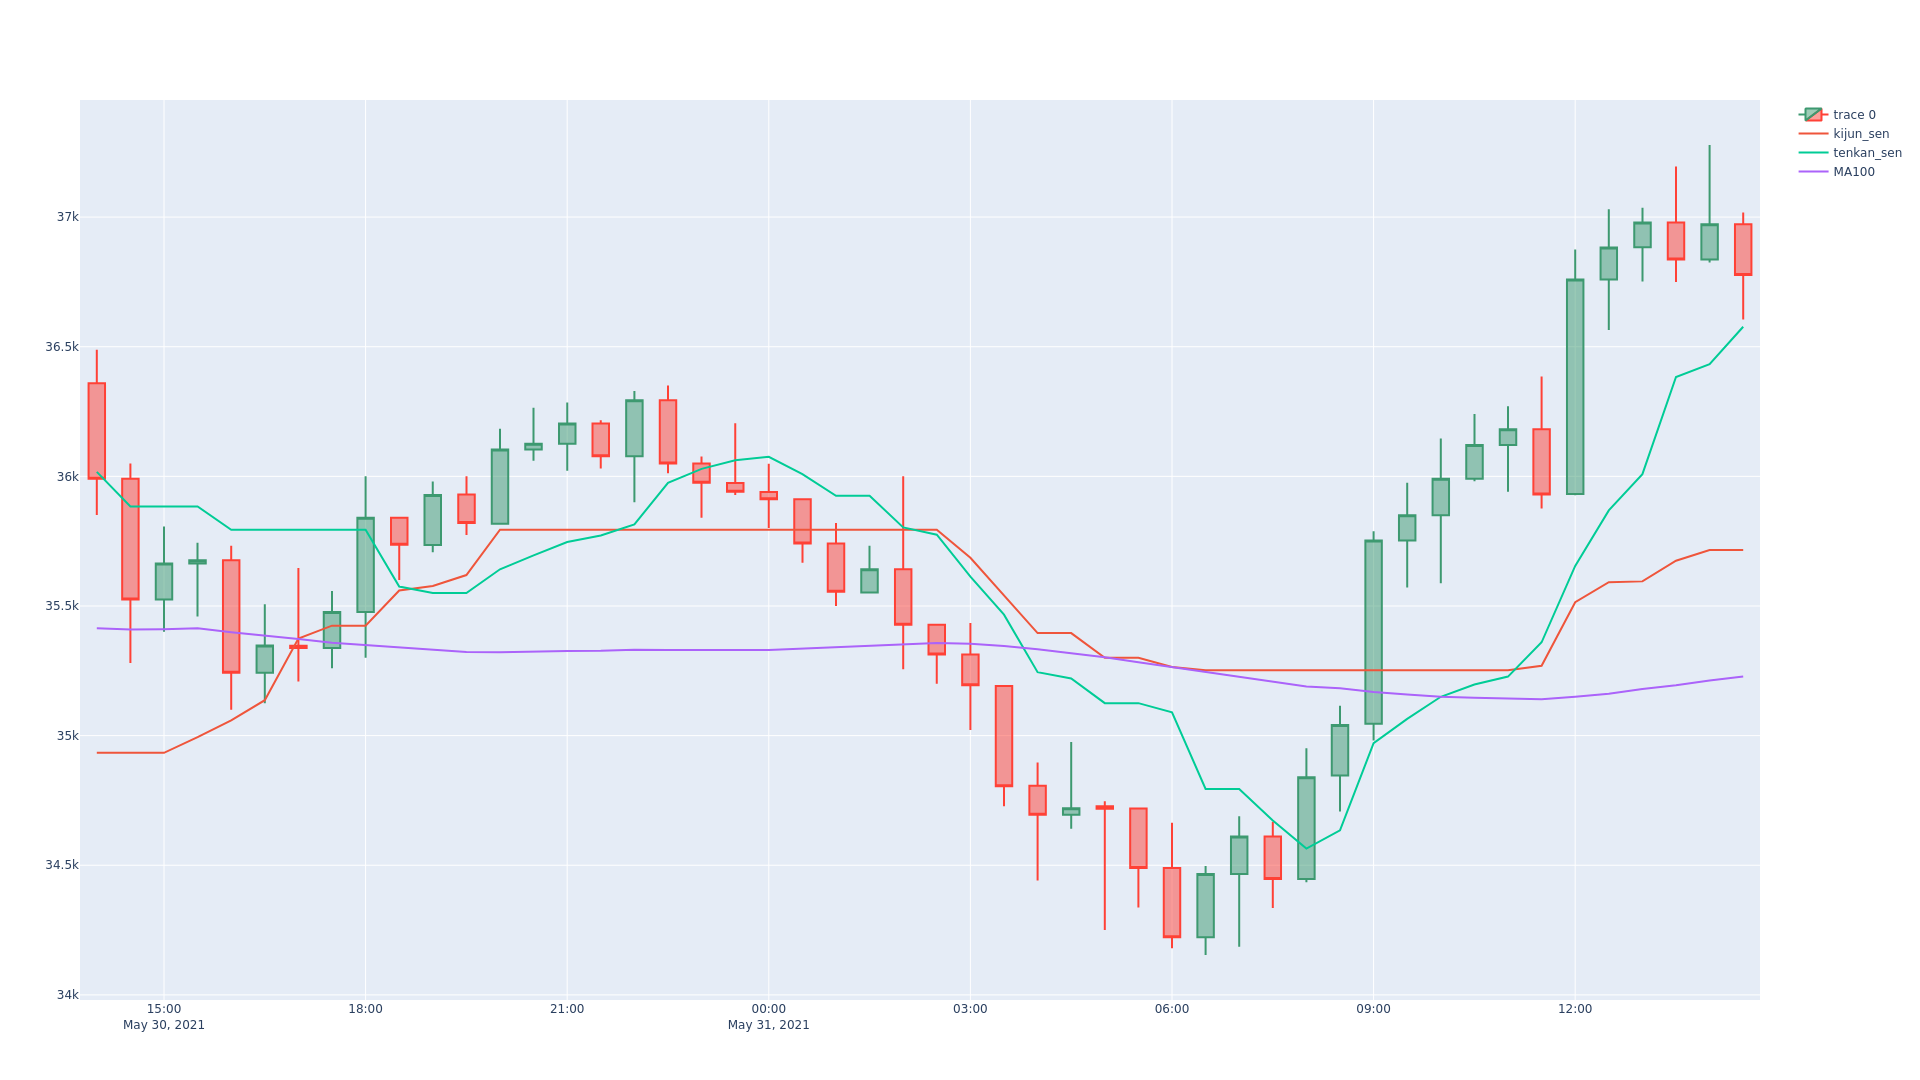 trace 0
kijun_sen
tenkan_sen
MA100
37k
36.5k
36k
35.5k
35k
34.5k
34k
15:00 18:00 21:00 00:00 03:00 06:00 09:00 12:00
May 30, 2021 May 31, 2021